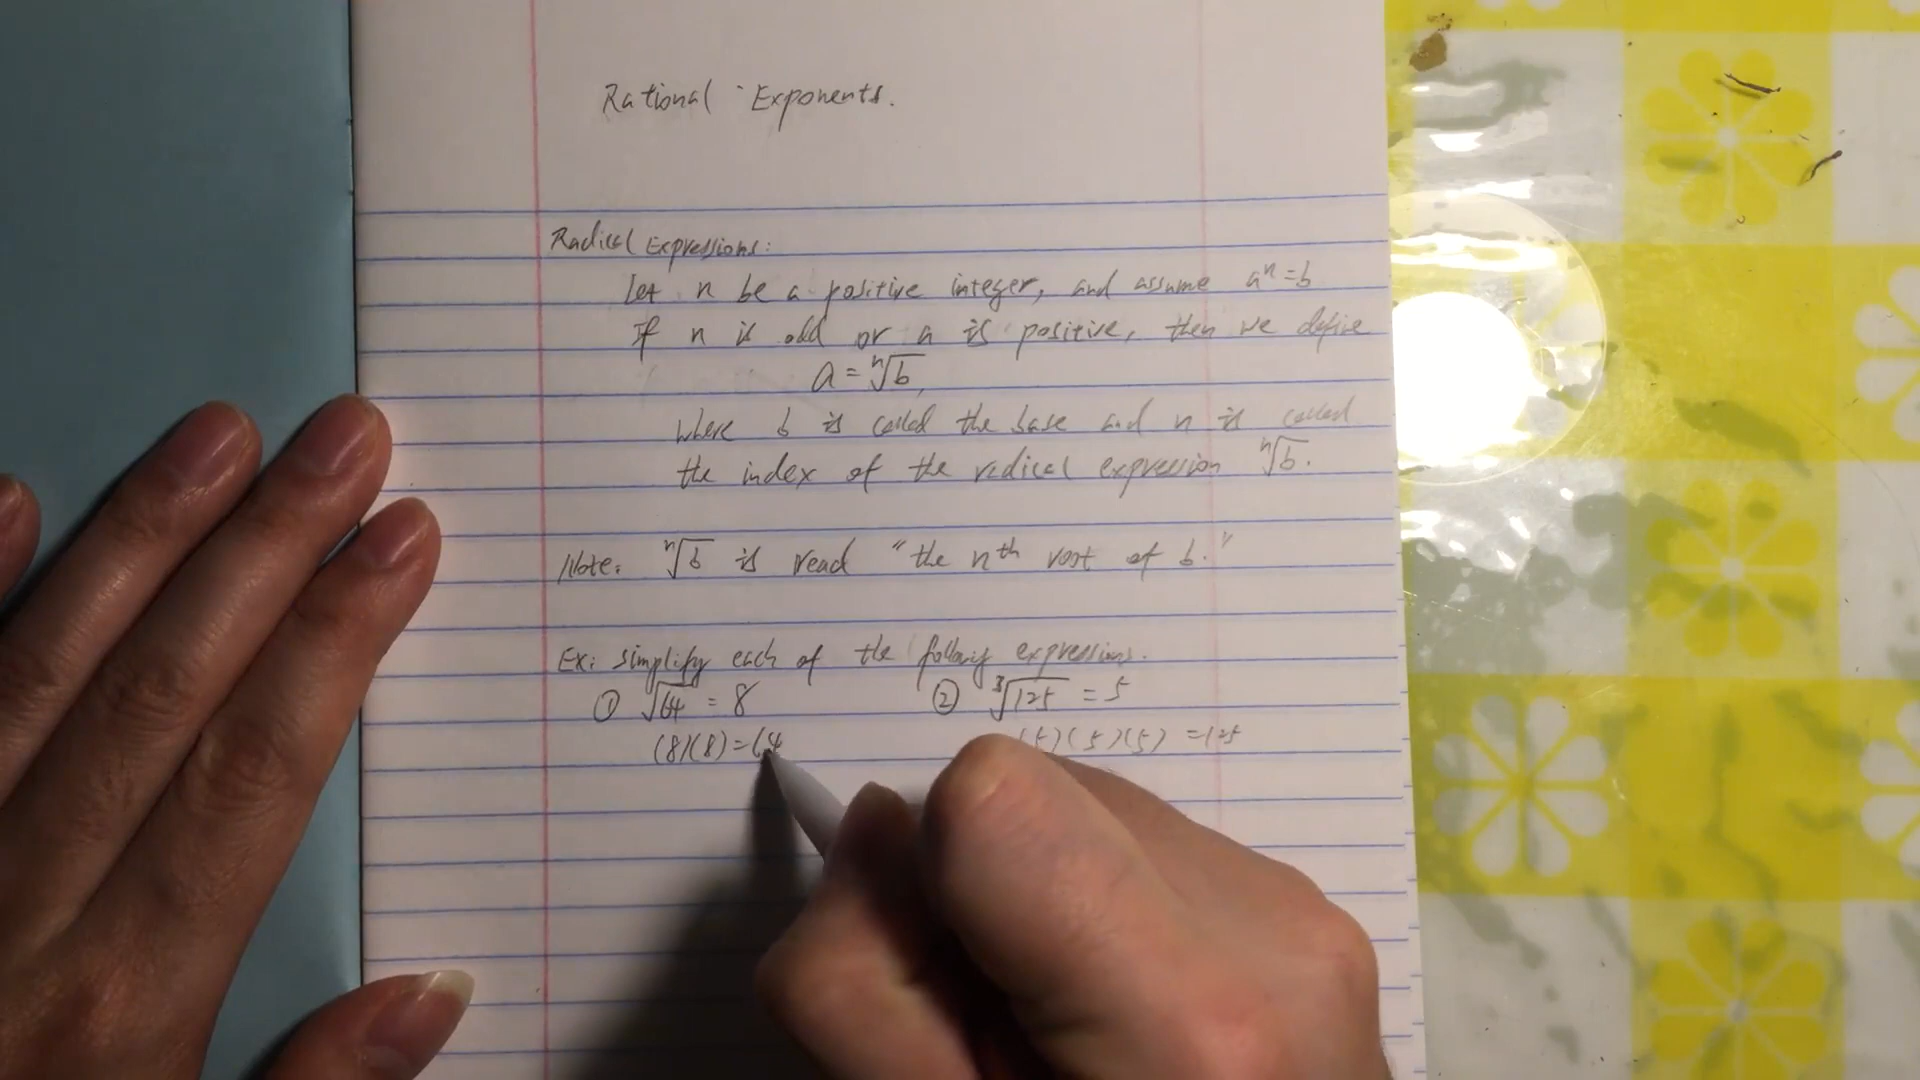 Rational Exponents.
Radical Expressions:
Let n be a positive integer, and assume aⁿ = b
If n is odd or a is positive, then we define
a = ⁿ√b,
where b is called the base and n is called
the index of the radical expression ⁿ√b.
Note: ⁿ√b is read "the nth root of b."
Ex: simplify each of the following expressions.
① √64 = 8 ② ³√125 = 5
(8)(8) = 64 (5)(5)(5) = 125